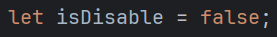 let isDisable = false;